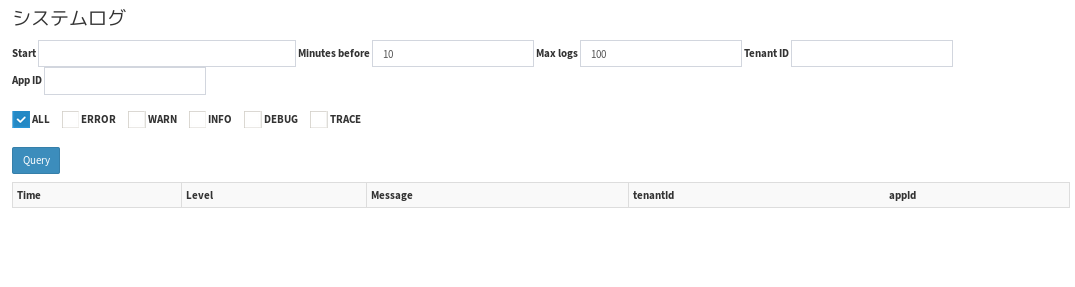 システムログ
Start Minutes before 10 Max logs 100 Tenant ID
App ID
ALL ERROR WARN INFO DEBUG TRACE
Query
Time Level Message tenantId appId